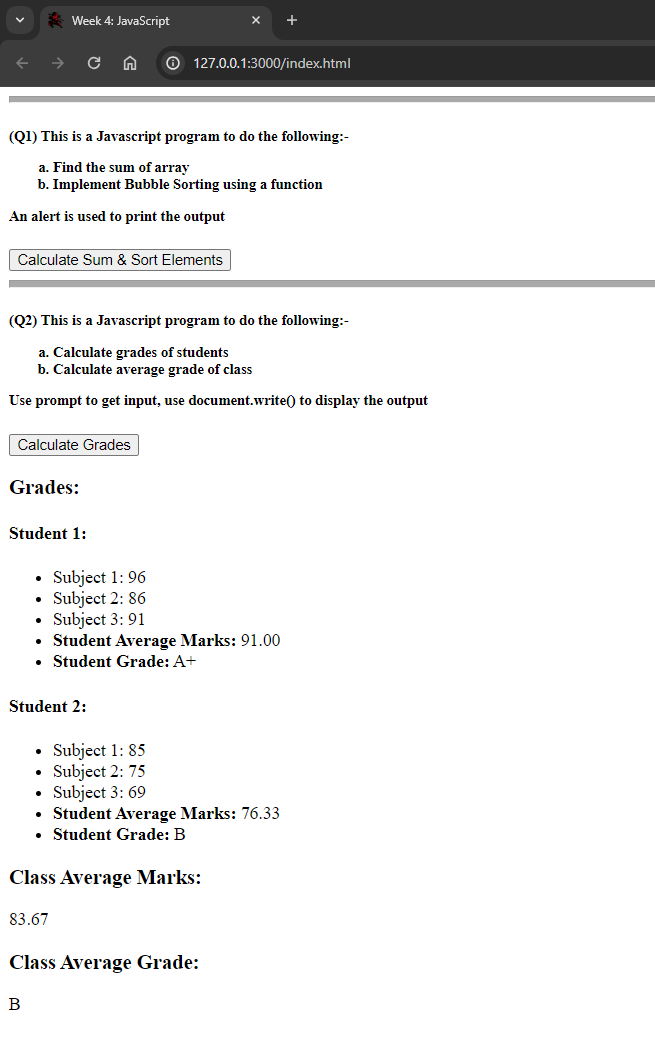 Week 4: JavaScript
127.0.0.1:3000/index.html
(Q1) This is a Javascript program to do the following:-
a. Find the sum of array
b. Implement Bubble Sorting using a function
An alert is used to print the output
Calculate Sum & Sort Elements
(Q2) This is a Javascript program to do the following:-
a. Calculate grades of students
b. Calculate average grade of class
Use prompt to get input, use document.write() to display the output
Calculate Grades
Grades:
Student 1:
Subject 1: 96
Subject 2: 86
Subject 3: 91
Student Average Marks: 91.00
Student Grade: A+
Student 2:
Subject 1: 85
Subject 2: 75
Subject 3: 69
Student Average Marks: 76.33
Student Grade: B
Class Average Marks:
83.67
Class Average Grade:
B